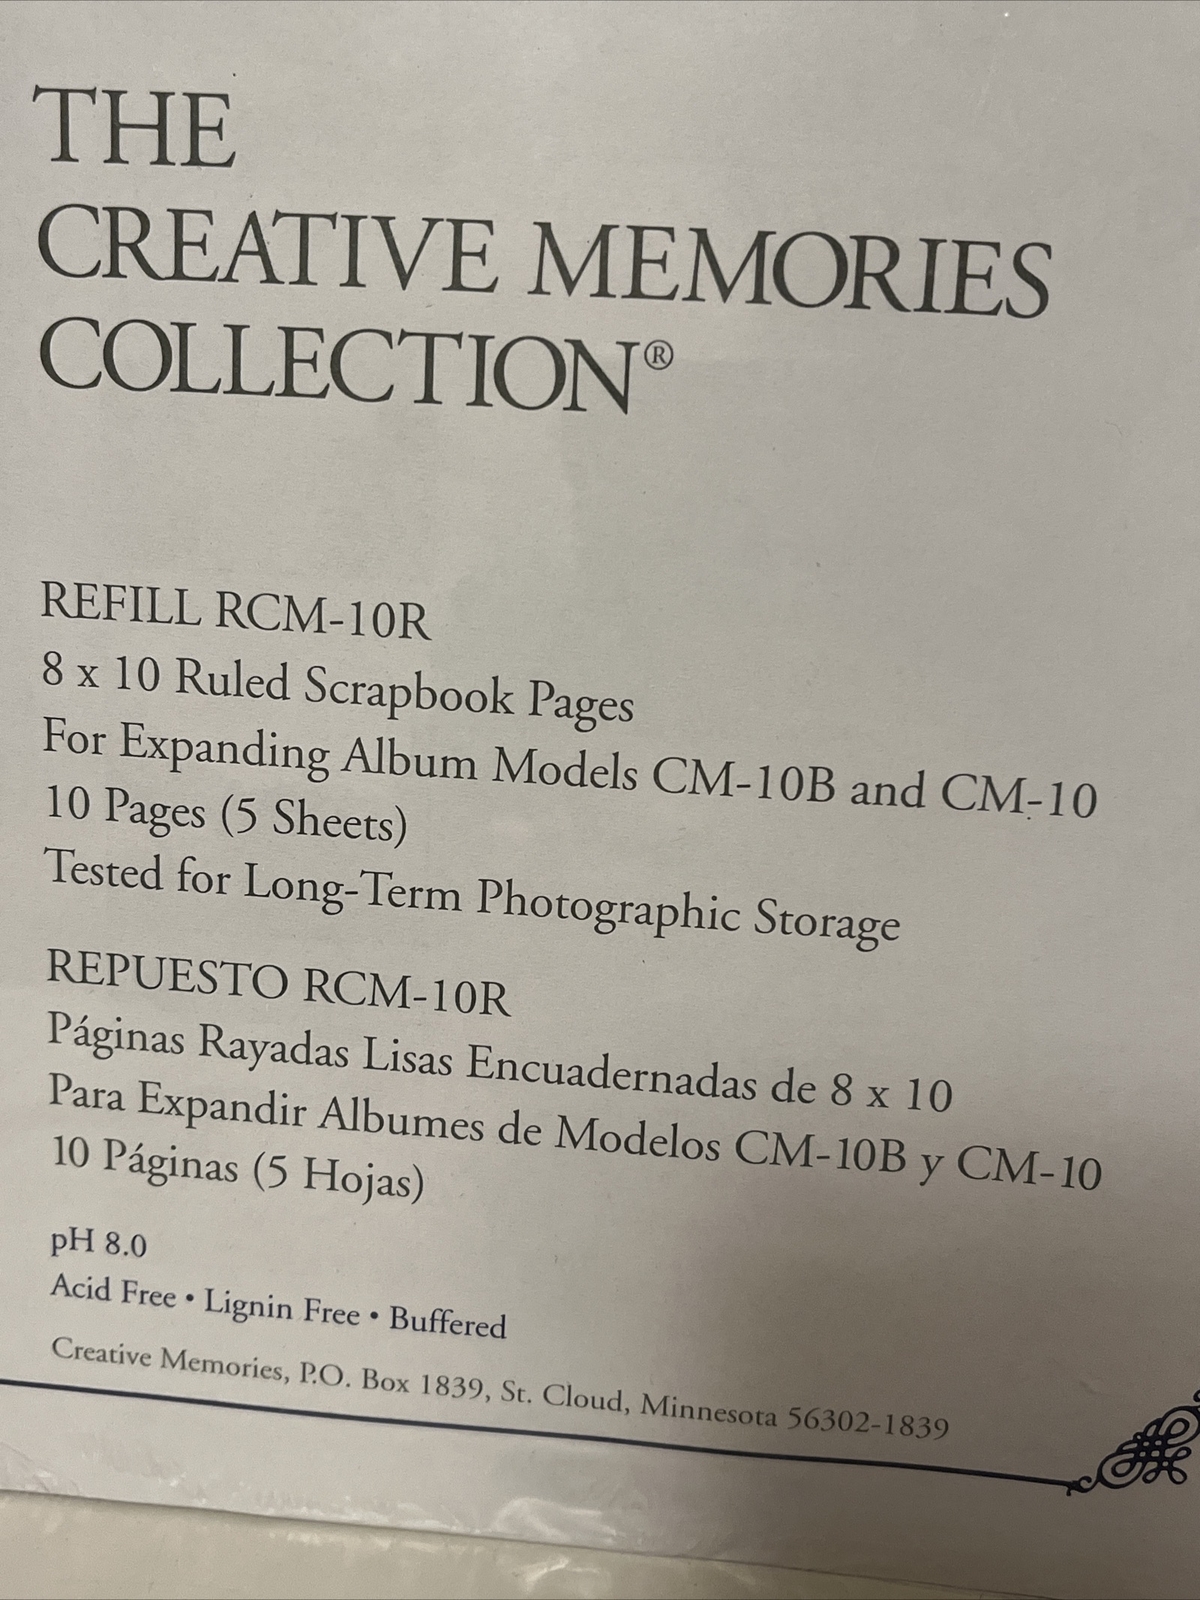 THE
CREATIVE MEMORIES
COLLECTION®
REFILL RCM-10R
8 x 10 Ruled Scrapbook Pages
For Expanding Album Models CM-10B and CM-10
10 Pages (5 Sheets)
Tested for Long-Term Photographic Storage
REPUESTO RCM-10R
Páginas Rayadas Lisas Encuadernadas de 8 x 10
Para Expandir Albumes de Modelos CM-10B y CM-10
10 Páginas (5 Hojas)
pH 8.0
Acid Free • Lignin Free • Buffered
Creative Memories, P.O. Box 1839, St. Cloud, Minnesota 56302-1839